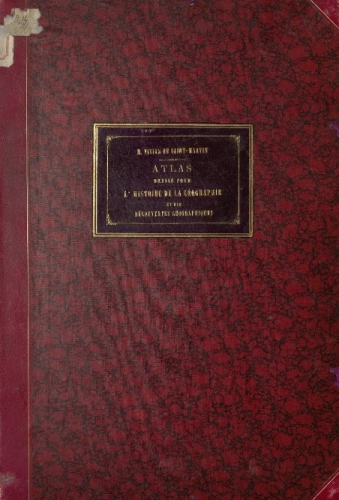 M. VIVIEN DE SAINT-MARTIN
ATLAS
DRESSÉ POUR
L'HISTOIRE DE LA GÉOGRAPHIE
ET DES
DÉCOUVERTES GÉOGRAPHIQUES